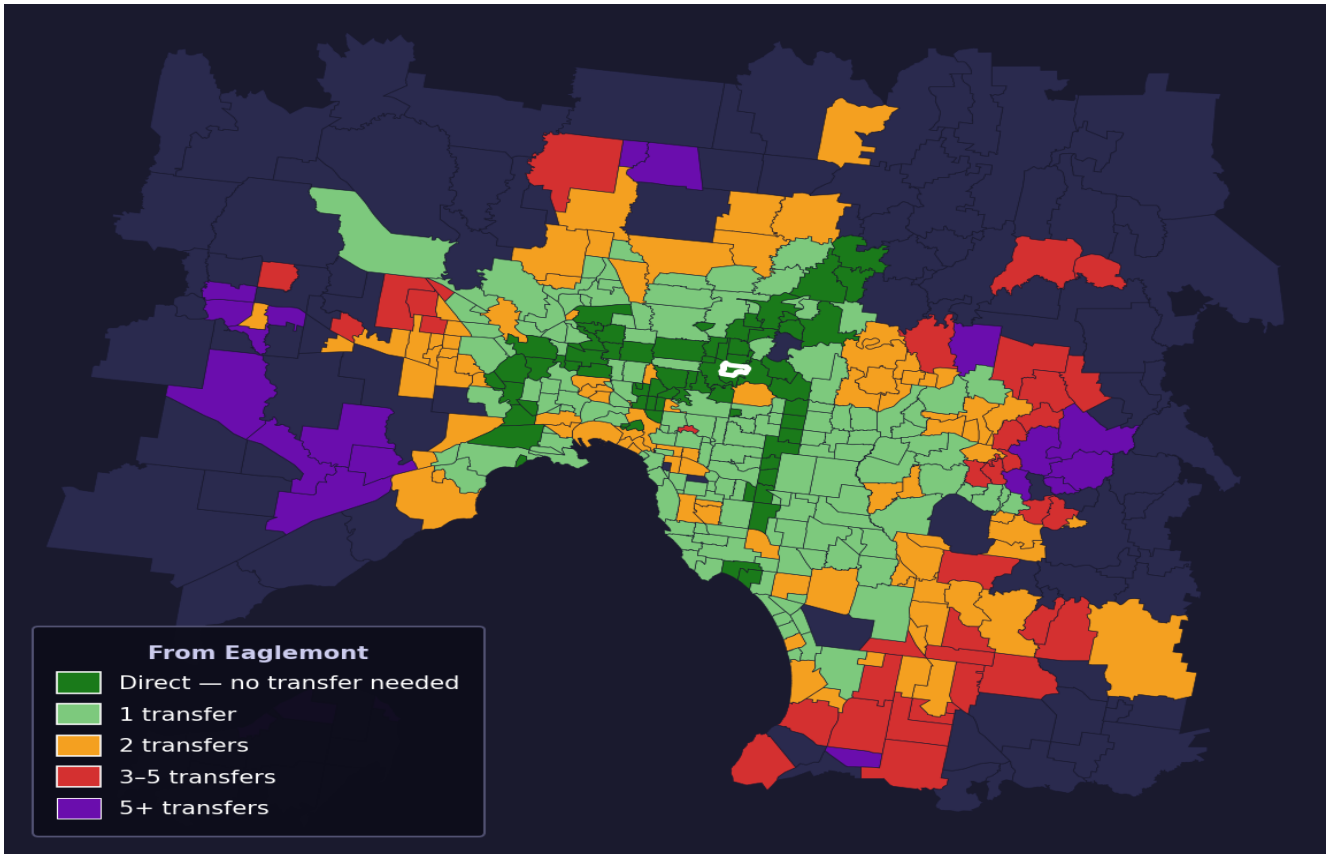 From Eaglemont
Direct — no transfer needed
1 transfer
2 transfers
3–5 transfers
5+ transfers